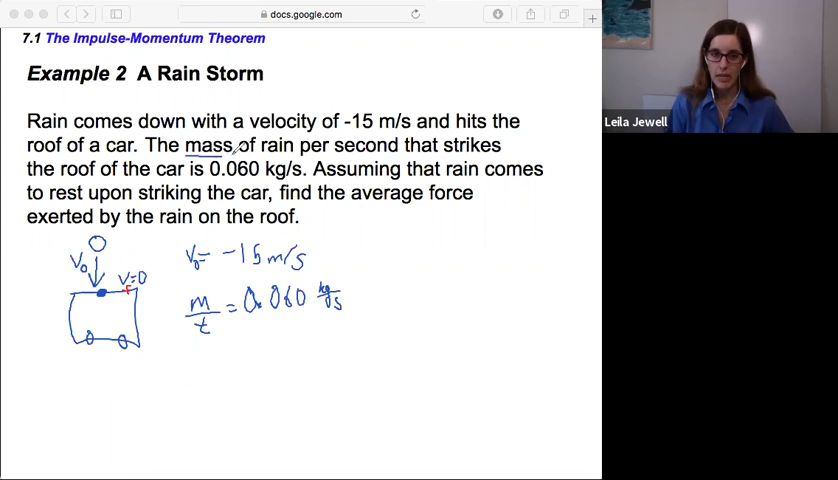 docs.google.com
7.1 The Impulse-Momentum Theorem
Example 2 A Rain Storm
Rain comes down with a velocity of -15 m/s and hits the
roof of a car. The mass of rain per second that strikes
the roof of the car is 0.060 kg/s. Assuming that rain comes
to rest upon striking the car, find the average force
exerted by the rain on the roof.
V₀
V=0
V₀= -15 m/s
m/t = 0.060 kg/s
Leila Jewell